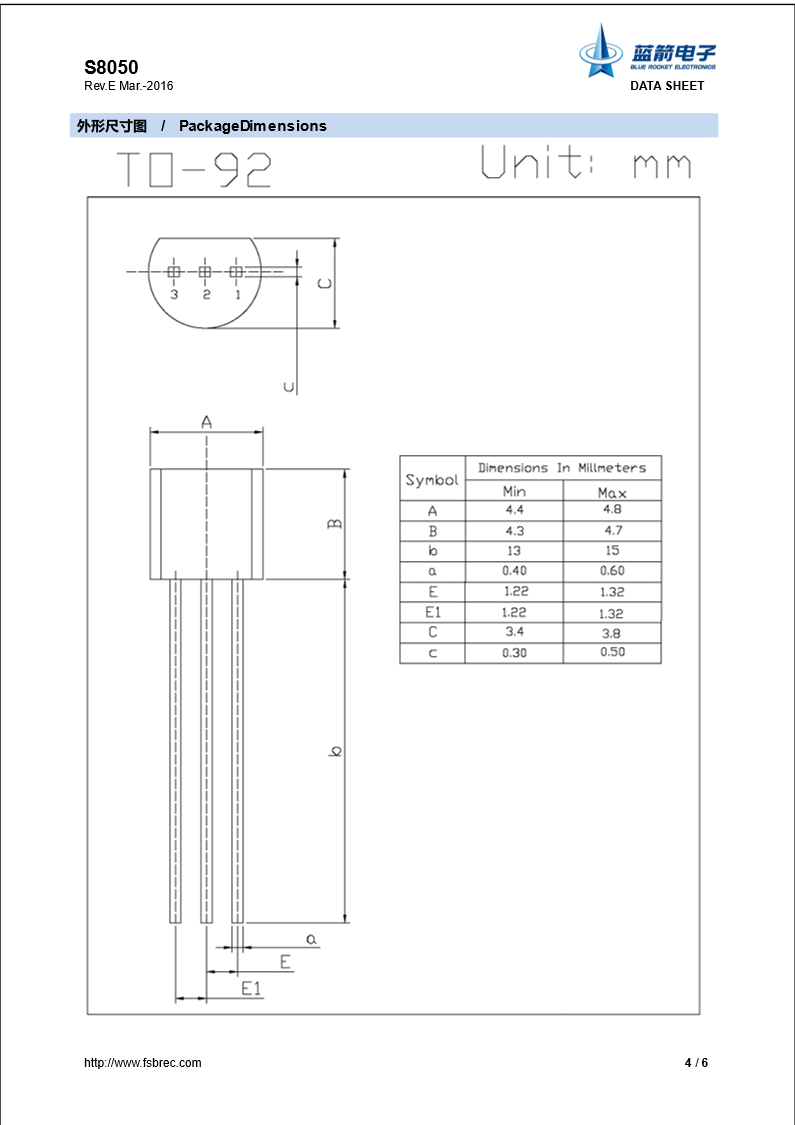 S8050
Rev.E Mar.-2016
蓝箭电子
BLUE ROCKET ELECTRONICS
DATA SHEET
外形尺寸图 / PackageDimensions
TO-92
Unit: mm
3 2 1
C
c
A
B
b
a
E
E1
Symbol Dimensions In Millmeters
Min Max
A 4.4 4.8
B 4.3 4.7
b 13 15
a 0.40 0.60
E 1.22 1.32
E1 1.22 1.32
C 3.4 3.8
c 0.30 0.50
http://www.fsbrec.com
4 / 6